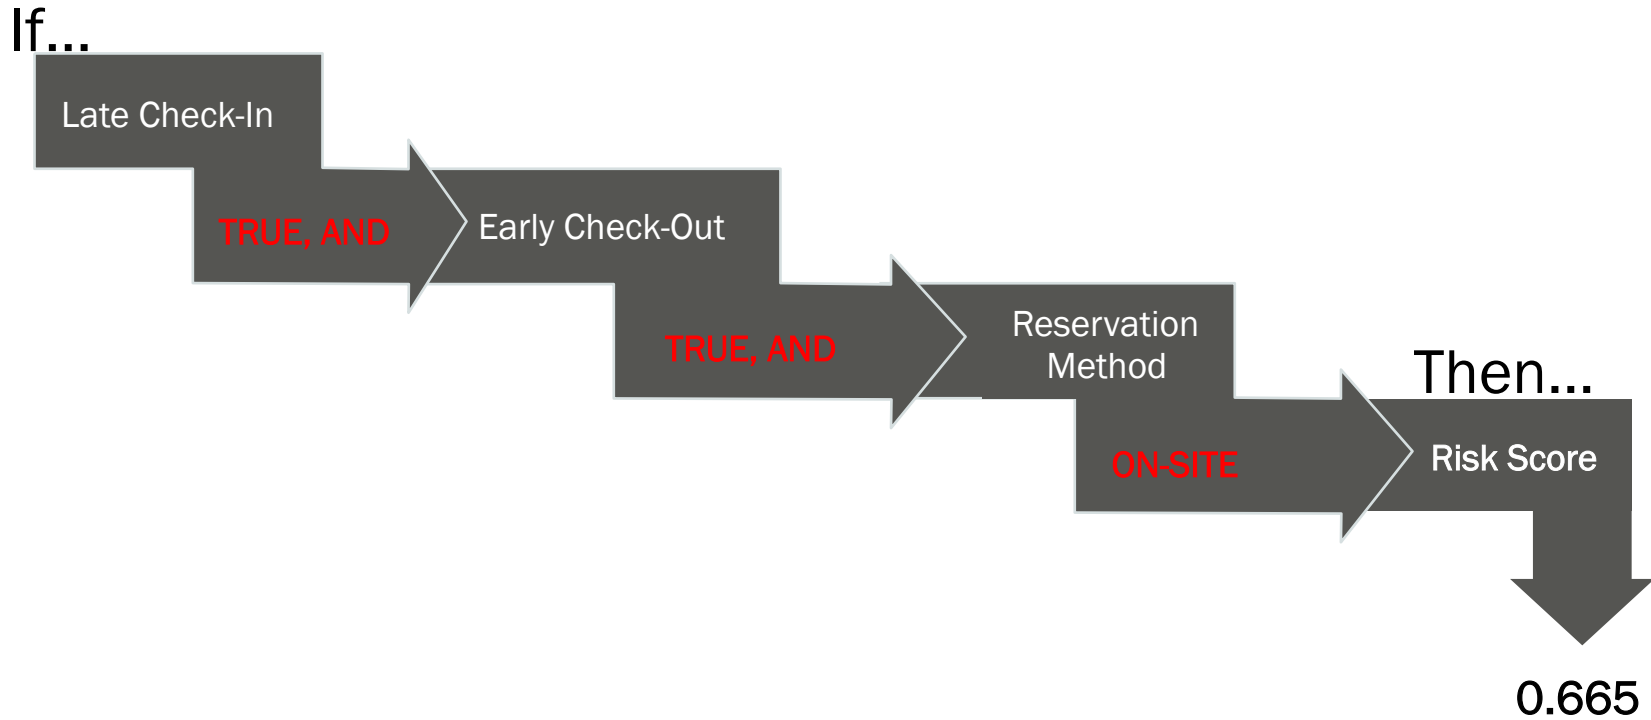 If...
Late Check-In
TRUE, AND
Early Check-Out
TRUE, AND
Reservation
Method
ON-SITE
Then...
Risk Score
0.665